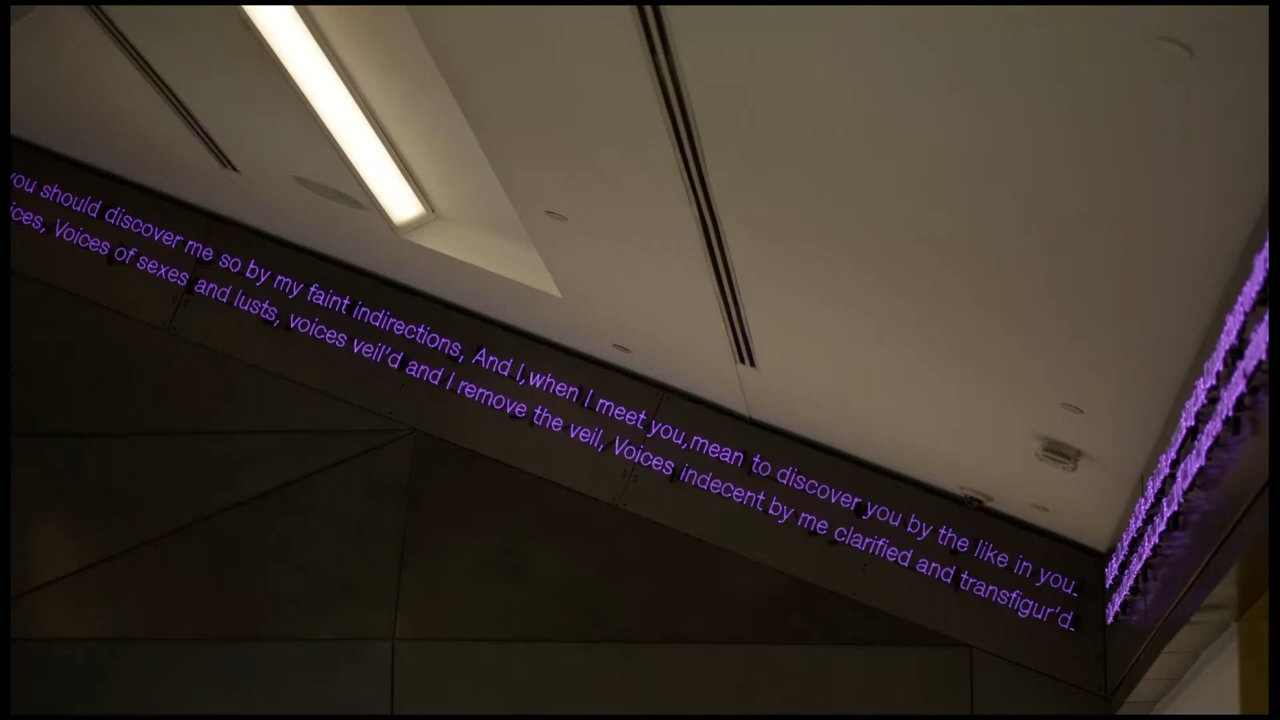 you should discover me so by my faint indirections, And I, when I meet you, mean to discover you by the like in you.
Voices of sexes and lusts, voices veil'd and I remove the veil, Voices indecent by me clarified and transfigur'd.